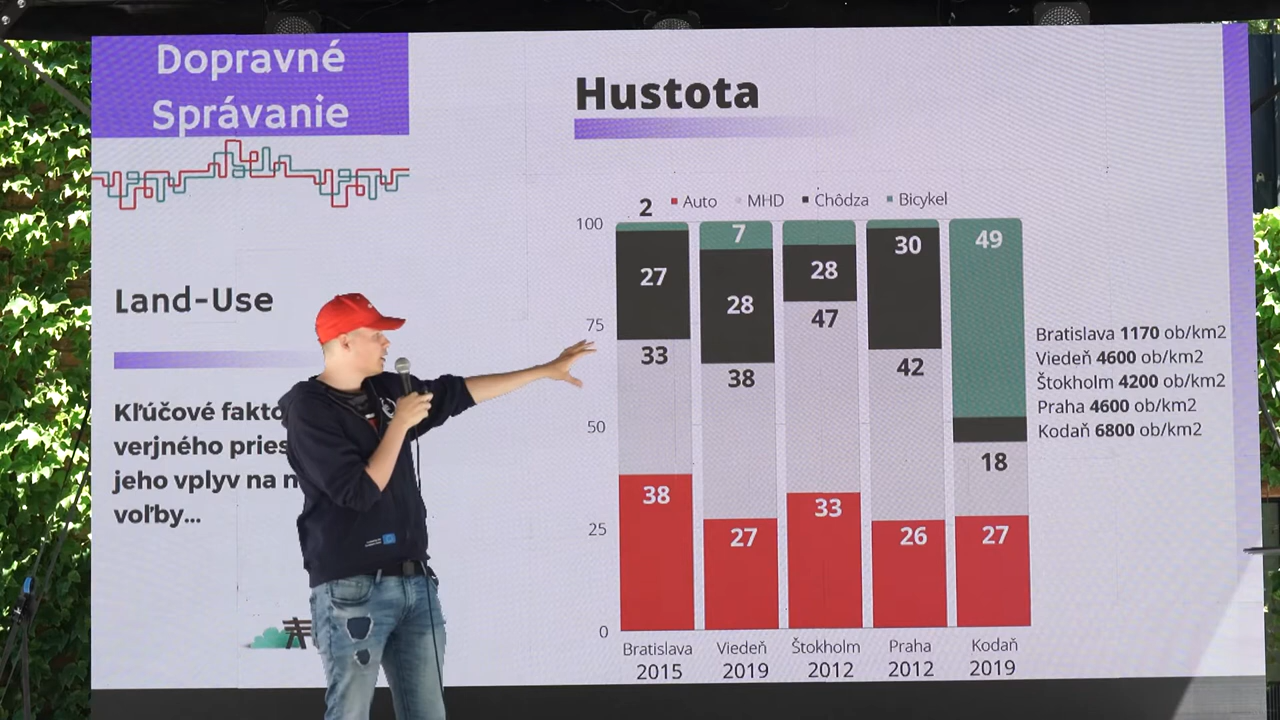 Dopravné
Správanie
Land-Use
Kľúčové
verjného
jeho vplyv na
voľby...
Hustota
Auto MHD Chôdza Bicykel
100
75
50
25
0
2
27
33
38
7
28
38
27
28
47
33
30
42
26
49
18
27
Bratislava 2015
Viedeň 2019
Štokholm 2012
Praha 2012
Kodaň 2019
Bratislava 1170 ob/km2
Viedeň 4600 ob/km2
Štokholm 4200 ob/km2
Praha 4600 ob/km2
Kodaň 6800 ob/km2